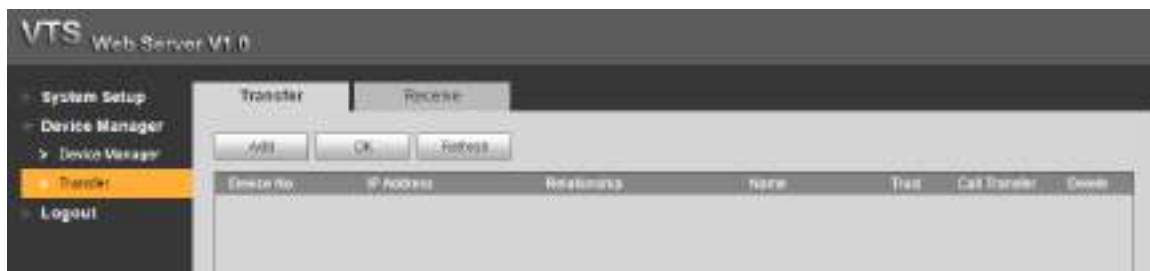 VTS Web Server V1.0
System Setup
Device Manager
Device Manager
Transfer
Logout
Transfer Receive
Add OK Refresh
Device No. IP Address Relationship Name Trust Call Transfer Delete